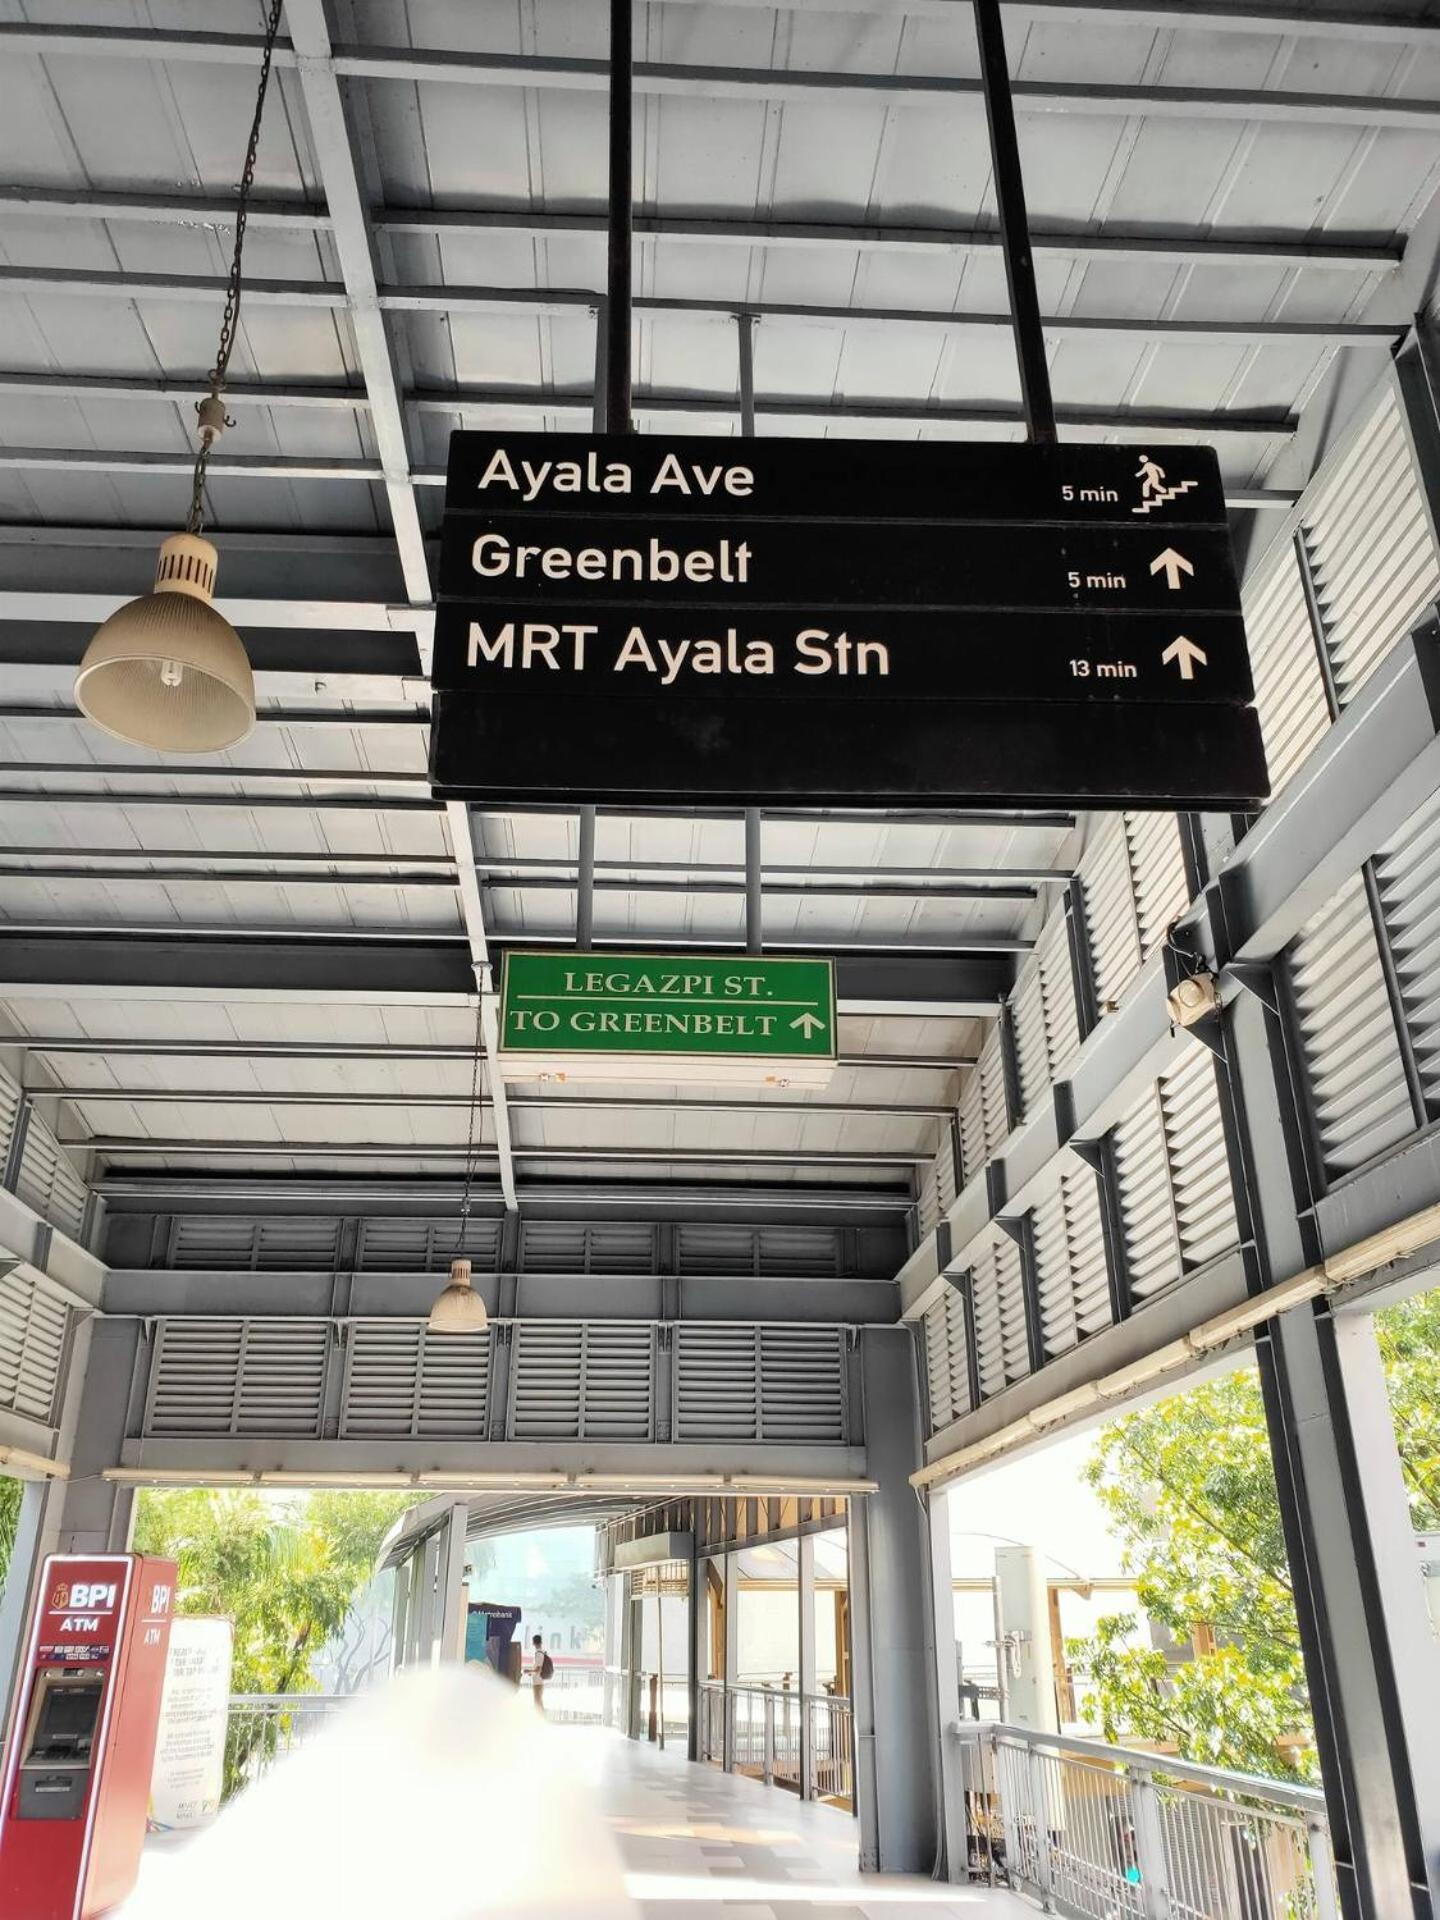 Ayala Ave 5 min
Greenbelt 5 min
MRT Ayala Stn 13 min
LEGAZPI ST.
TO GREENBELT
BPI
ATM
BPI
ATM